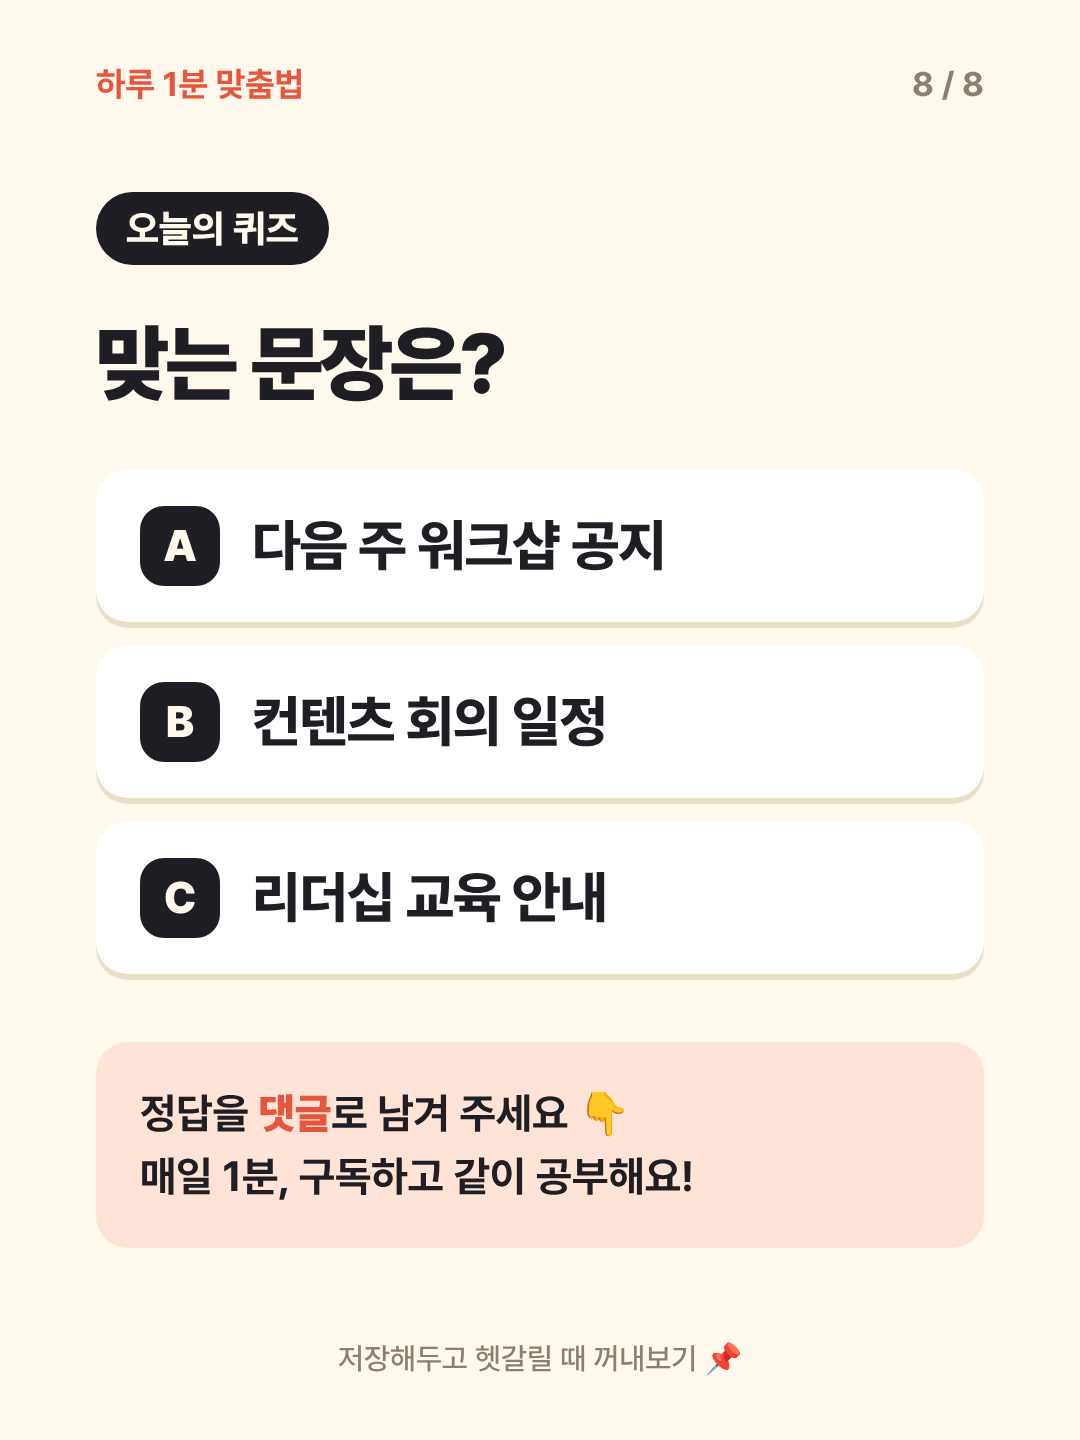 하루 1분 맞춤법
8 / 8
오늘의 퀴즈
맞는 문장은?
A 다음 주 워크샵 공지
B 컨텐츠 회의 일정
C 리더십 교육 안내
정답을 댓글로 남겨 주세요 👇
매일 1분, 구독하고 같이 공부해요!
저장해두고 헷갈릴 때 꺼내보기 📌